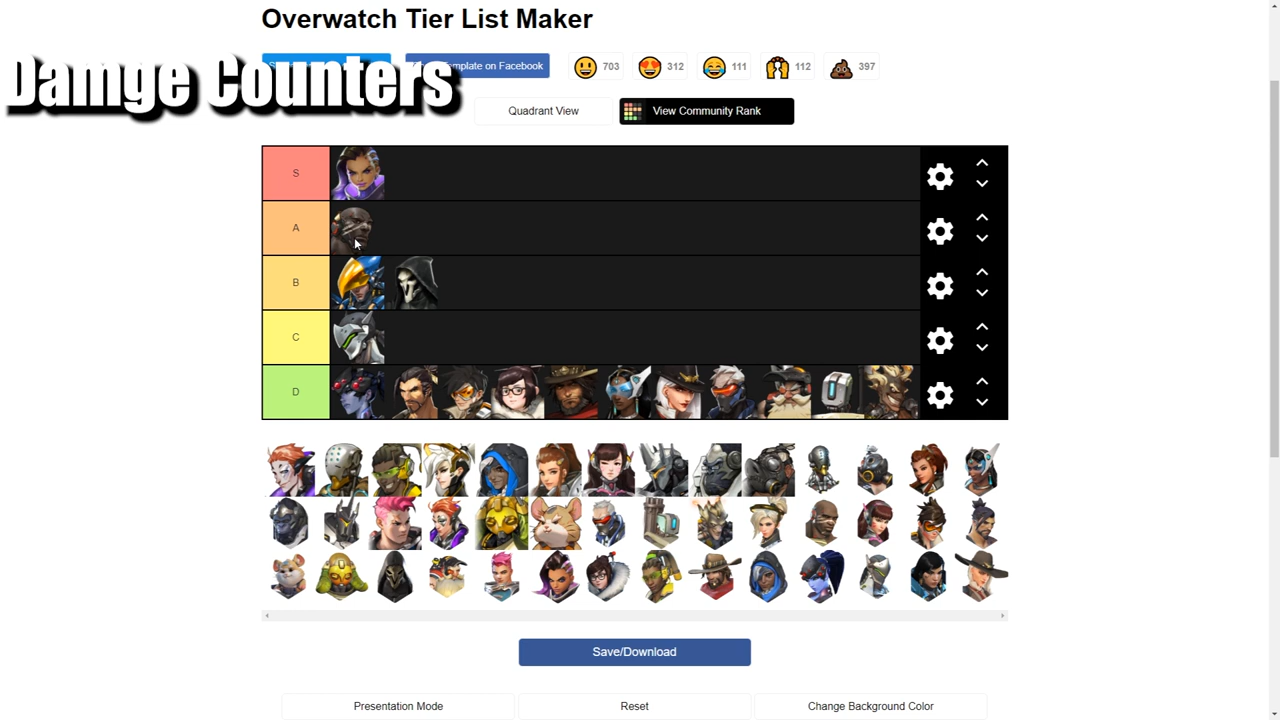 Overwatch Tier List Maker
Damge Counters
Template on Facebook
703
312
111
112
397
Quadrant View
View Community Rank
S
A
B
C
D
Save/Download
Presentation Mode
Reset
Change Background Color